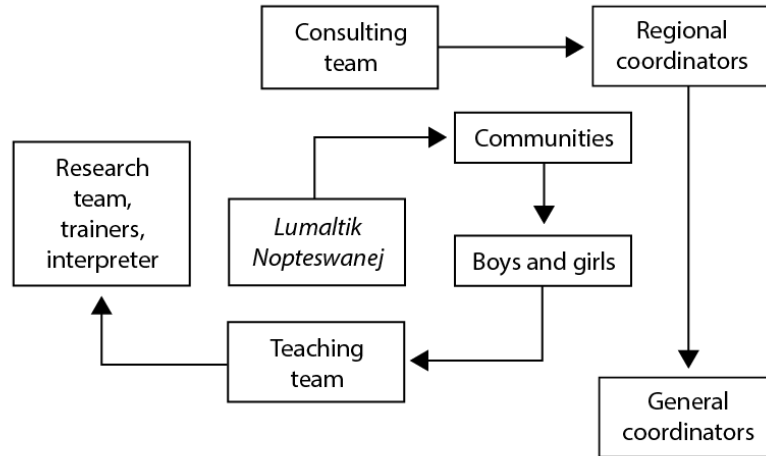 Consulting
team
Regional
coordinators
Communities
Research
team,
trainers,
interpreter
Lumaltik
Nopteswanej
Boys and girls
Teaching
team
General
coordinators